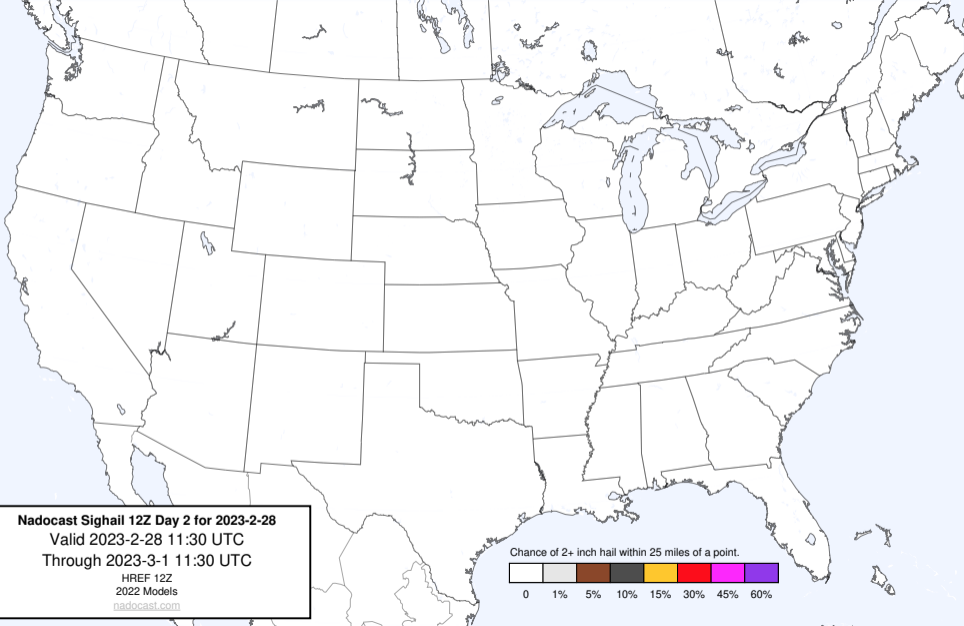 Nadocast Sighail 12Z Day 2 for 2023-2-28
Valid 2023-2-28 11:30 UTC
Through 2023-3-1 11:30 UTC
HREF 12Z
2022 Models
nadocast.com
Chance of 2+ inch hail within 25 miles of a point.
0 1% 5% 10% 15% 30% 45% 60%